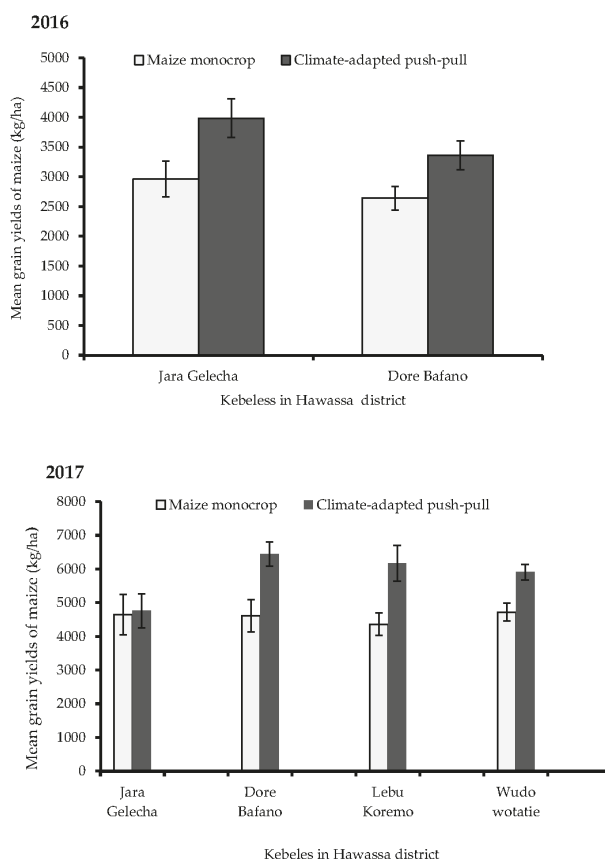 2016
Maize monocrop Climate-adapted push-pull
5000
4500
4000
3500
3000
2500
2000
1500
1000
500
0
Mean grain yields of maize (kg/ha)
Jara Gelecha Dore Bafano
Kebeless in Hawassa district
2017
Maize monocrop Climate-adapted push-pull
8000
7000
6000
5000
4000
3000
2000
1000
0
Mean grain yields of maize (kg/ha)
Jara Dore Lebu Wudo
Gelecha Bafano Koremo wotatie
Kebeles in Hawassa district